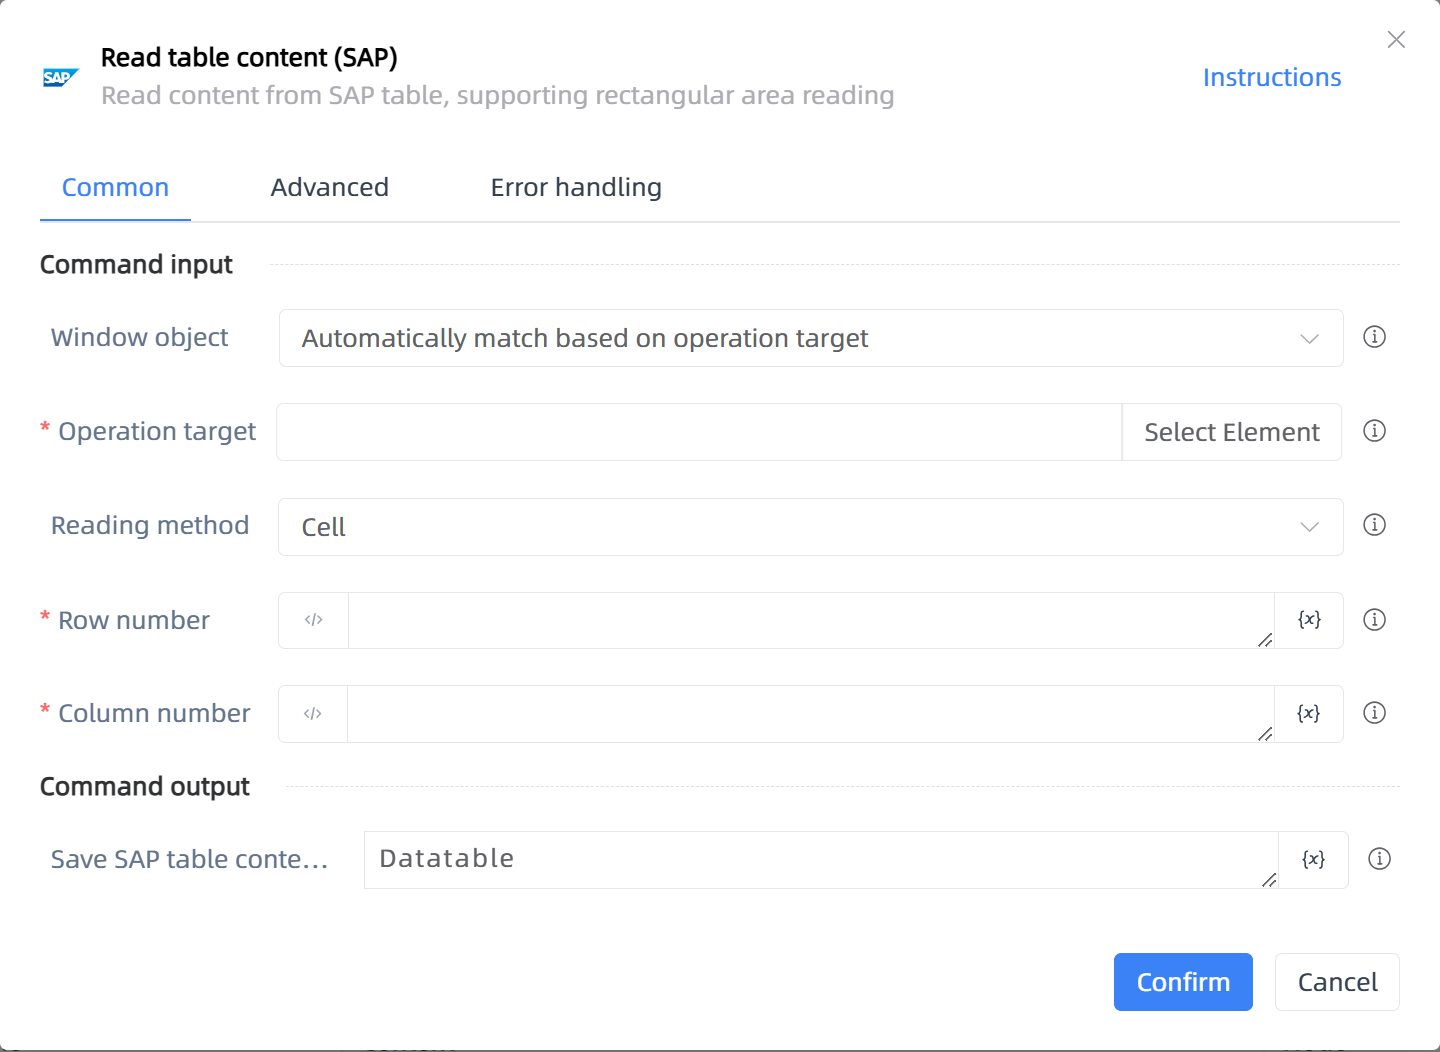 SAP
Read table content (SAP)
Read content from SAP table, supporting rectangular area reading
Instructions
Common
Advanced
Error handling
Command input
Window object
Automatically match based on operation target
* Operation target
Select Element
Reading method
Cell
* Row number
</>
{x}
* Column number
</>
{x}
Command output
Save SAP table conte...
Datatable
{x}
Confirm
Cancel